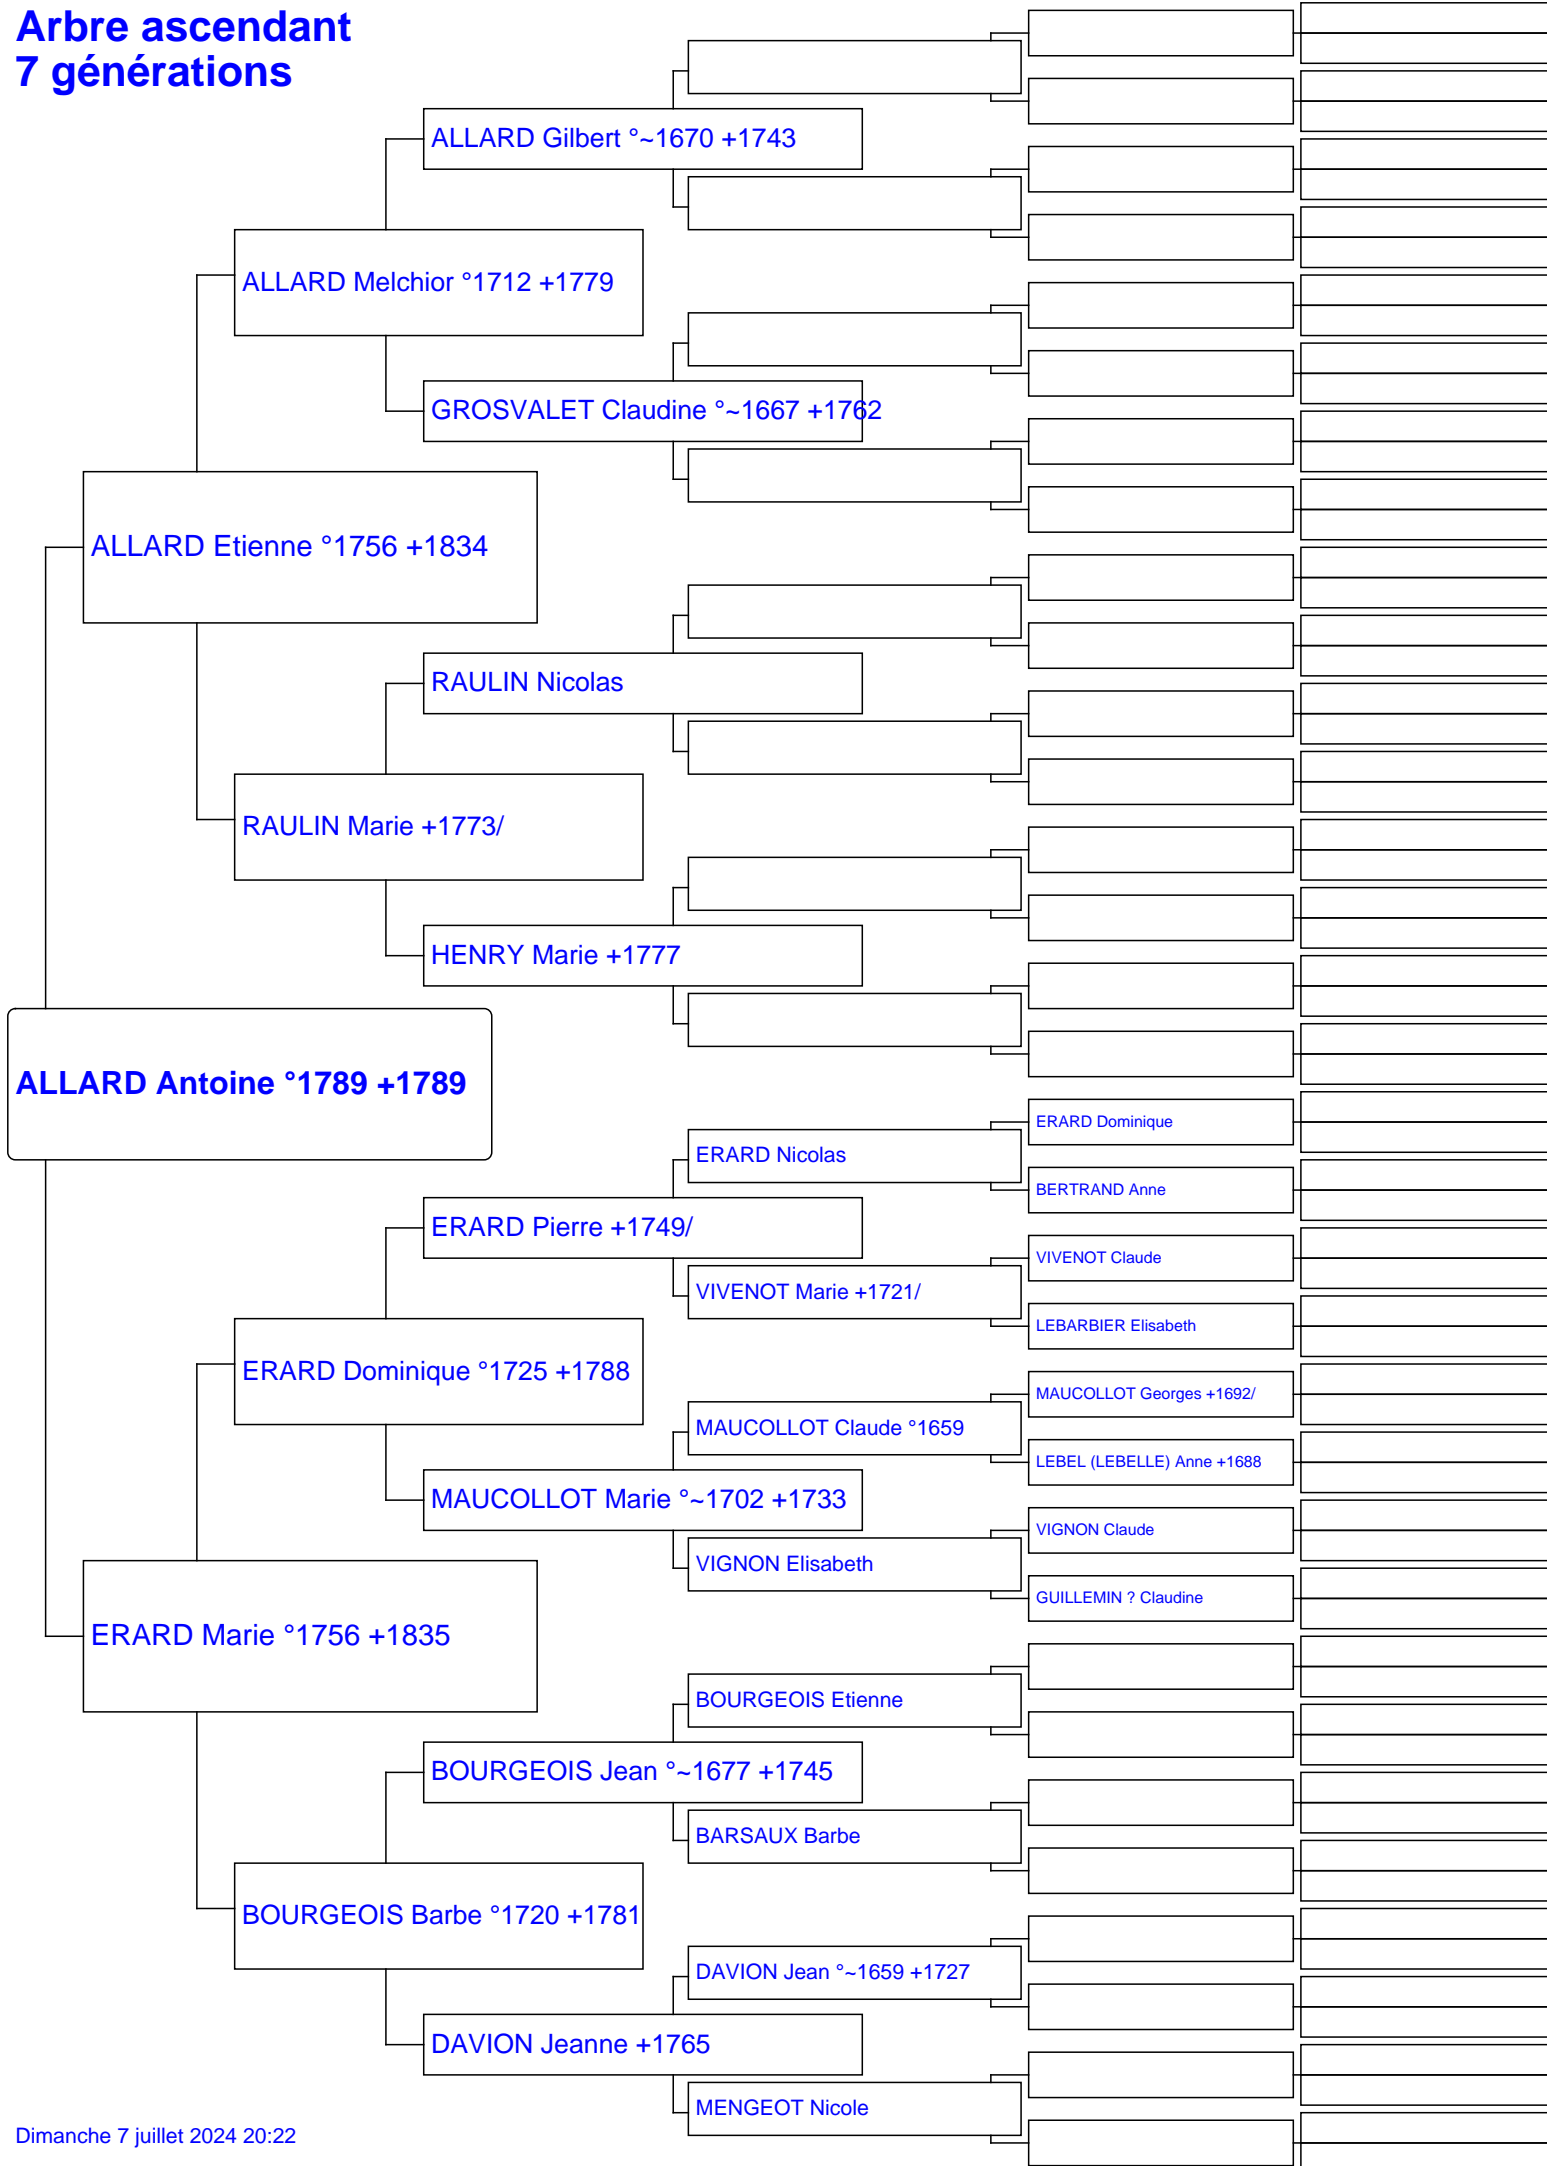 Arbre ascendant
7 générations
ALLARD Gilbert °~1670 +1743
ALLARD Melchior °1712 +1779
GROSVALET Claudine °~1667 +1762
ALLARD Etienne °1756 +1834
RAULIN Nicolas
RAULIN Marie +1773/
HENRY Marie +1777
ALLARD Antoine °1789 +1789
ERARD Dominique
ERARD Nicolas
BERTRAND Anne
ERARD Pierre +1749/
VIVENOT Claude
VIVENOT Marie +1721/
LEBARBIER Elisabeth
ERARD Dominique °1725 +1788
MAUCOLLOT Georges +1692/
MAUCOLLOT Claude °1659
LEBEL (LEBELLE) Anne +1688
MAUCOLLOT Marie °~1702 +1733
VIGNON Claude
VIGNON Elisabeth
GUILLEMIN ? Claudine
ERARD Marie °1756 +1835
BOURGEOIS Etienne
BOURGEOIS Jean °~1677 +1745
BARSAUX Barbe
BOURGEOIS Barbe °1720 +1781
DAVION Jean °~1659 +1727
DAVION Jeanne +1765
MENGEOT Nicole
Dimanche 7 juillet 2024 20:22